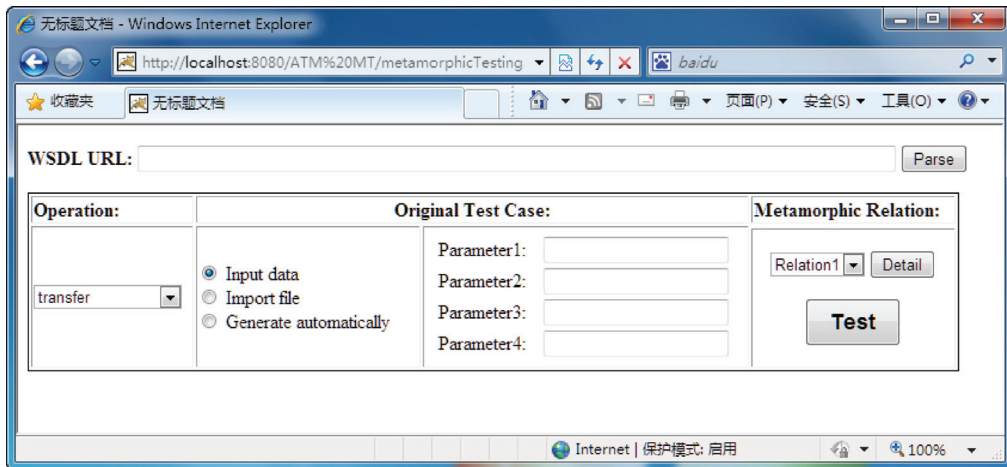 无标题文档 - Windows Internet Explorer
http://localhost:8080/ATM%20MT/metamorphicTesting
baidu
收藏夹
无标题文档
页面(P)
安全(S)
工具(O)
WSDL URL:
Parse
Operation:
Original Test Case:
Metamorphic Relation:
transfer
Input data
Import file
Generate automatically
Parameter1:
Parameter2:
Parameter3:
Parameter4:
Relation1
Detail
Test
Internet | 保护模式: 启用
100%